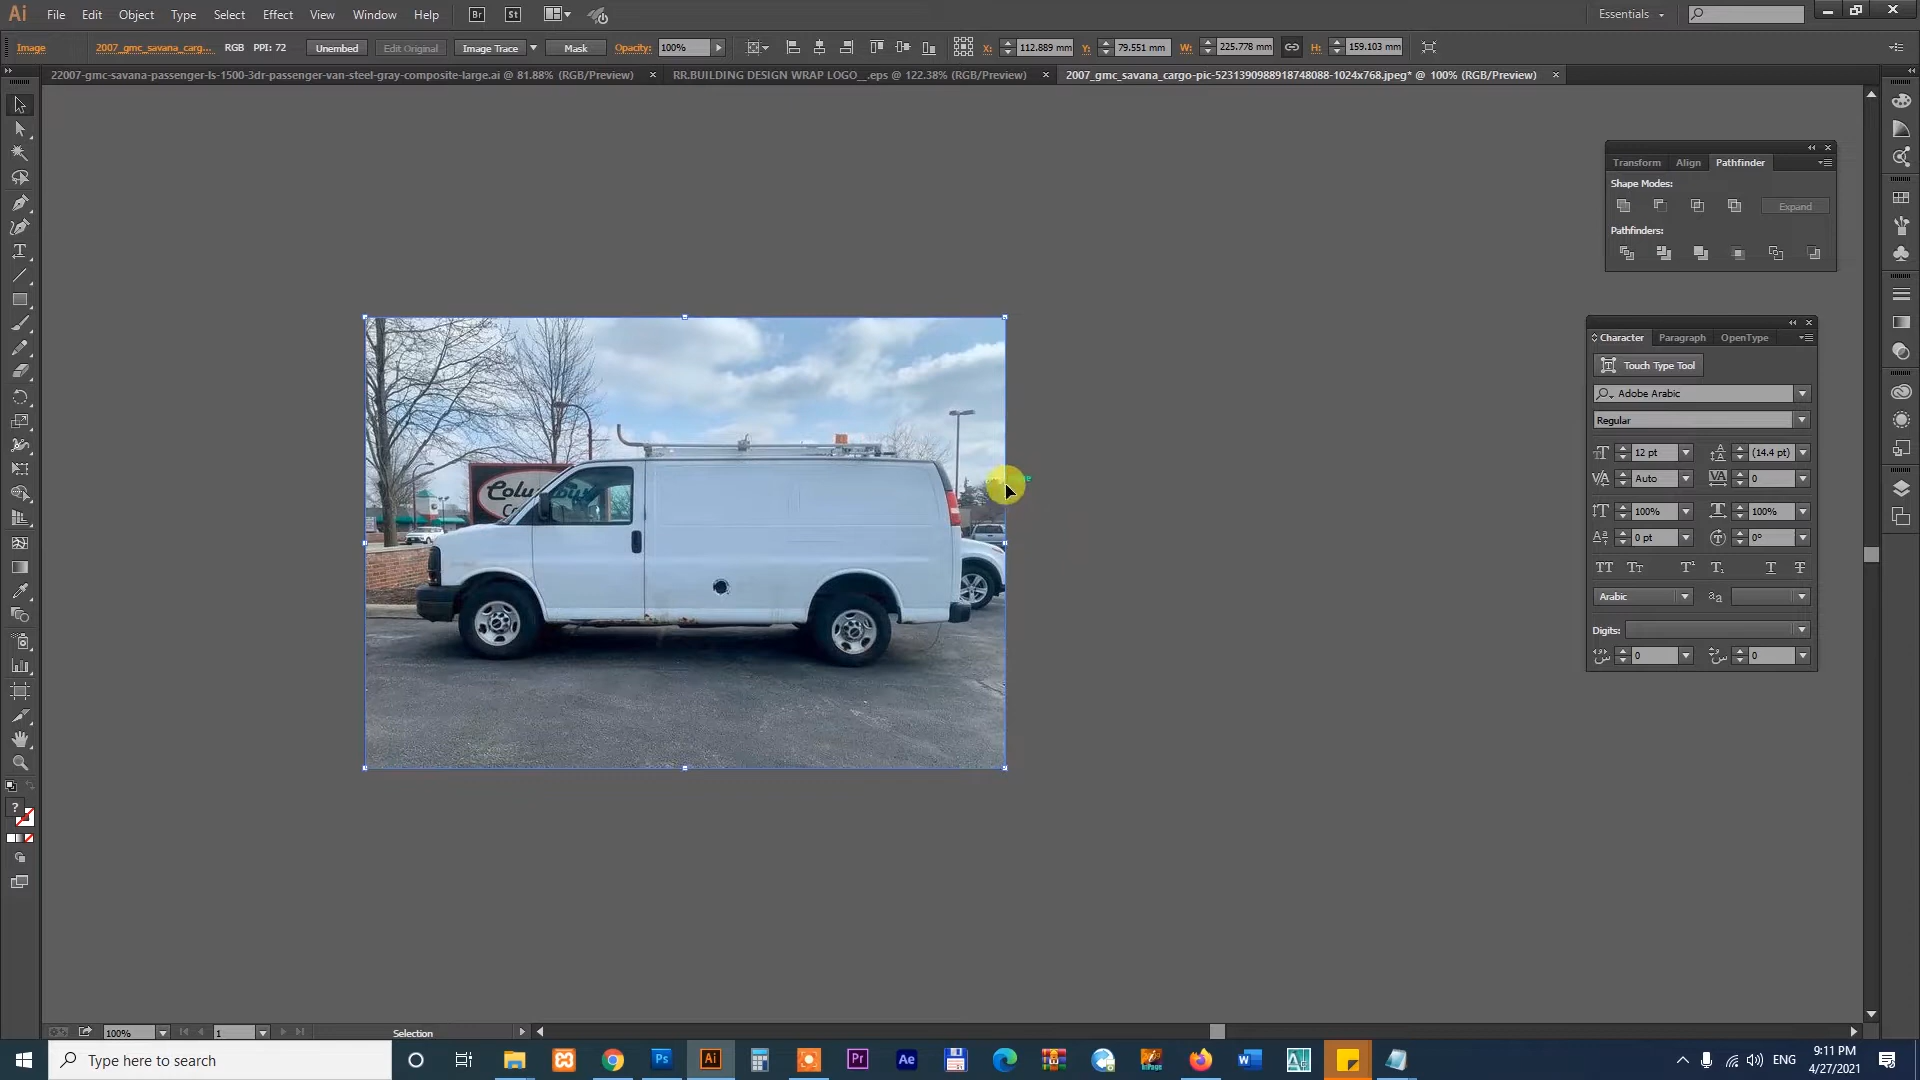 Ai File Edit Object Type Select Effect View Window Help Br St Essentials
Image 2007_gmc_savana_carg... RGB PPI: 72 Unembed Edit Original Image Trace Mask Opacity: 100% X: 112.889 mm Y: 79.551 mm W: 225.778 mm H: 159.103 mm
22007-gmc-savana-passenger-ls-1500-3dr-passenger-van-steel-gray-composite-large.ai @ 81.88% (RGB/Preview) RR.BUILDING DESIGN WRAP LOGO__.eps @ 122.38% (RGB/Preview) 2007_gmc_savana_cargo-pic-5231390988918748088-1024x768.jpeg* @ 100% (RGB/Preview)
Transform Align Pathfinder
Shape Modes:
Expand
Pathfinders:
Character Paragraph OpenType
Touch Type Tool
Adobe Arabic
Regular
12 pt (14.4 pt)
Auto 0
100% 100%
0 pt 0°
Arabic
Digits:
0 0
100% 1 Selection
Type here to search
Ps Ai Pr Ae
ENG
9:11 PM
4/27/2021